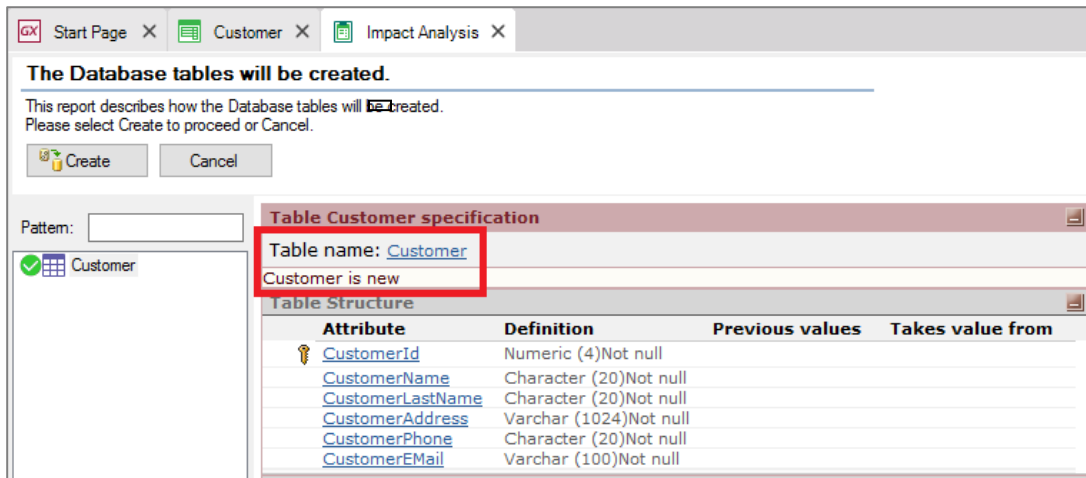 GX Start Page Customer Impact Analysis
The Database tables will be created.
This report describes how the Database tables will be created.
Please select Create to proceed or Cancel.
Create Cancel
Pattern:
Customer
Table Customer specification
Table name: Customer
Customer is new
Table Structure
Attribute Definition Previous values Takes value from
CustomerId Numeric (4)Not null
CustomerName Character (20)Not null
CustomerLastName Character (20)Not null
CustomerAddress Varchar (1024)Not null
CustomerPhone Character (20)Not null
CustomerEMail Varchar (100)Not null